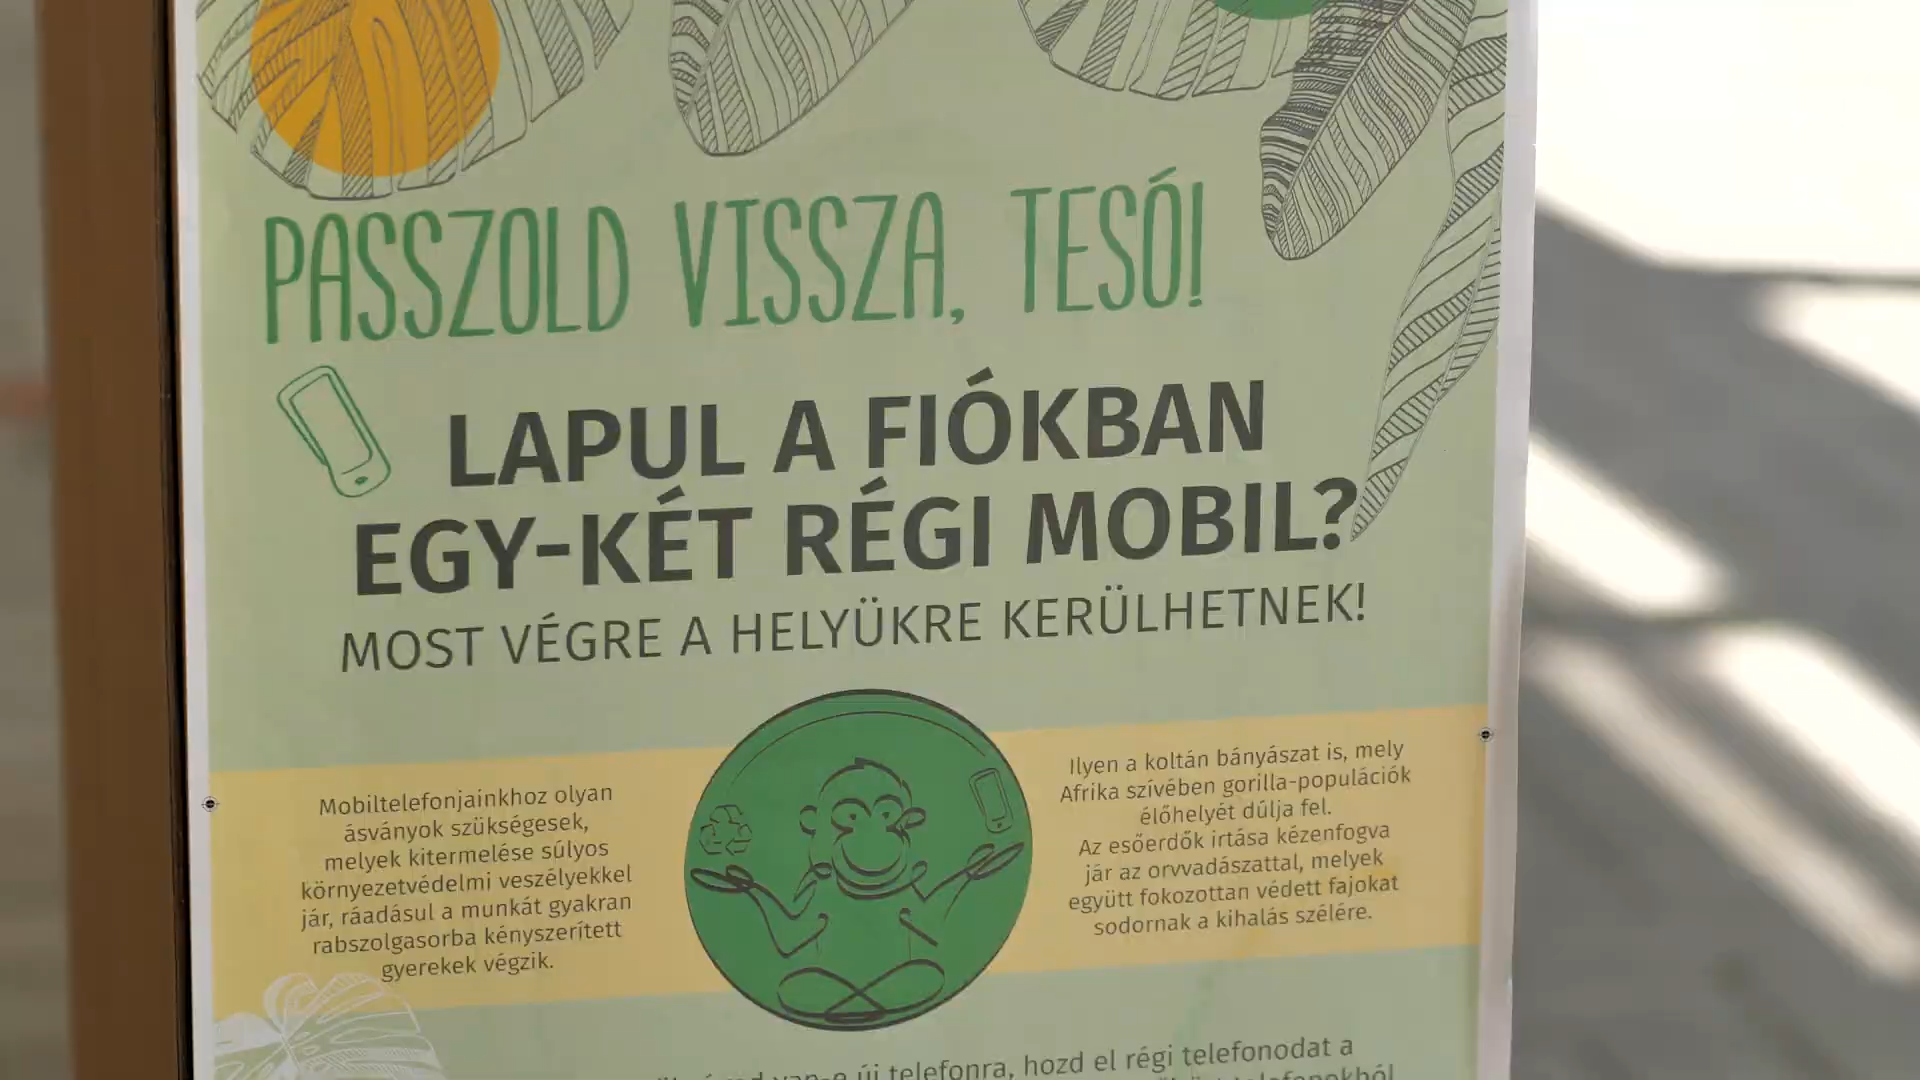 PASSZOLD VISSZA, TESÓ!
LAPUL A FIÓKBAN
EGY-KÉT RÉGI MOBIL?
MOST VÉGRE A HELYÜKRE KERÜLHETNEK!
Mobiltelefonjainkhoz olyan
ásványok szükségesek,
melyek kitermelése súlyos
környezetvédelmi veszélyekkel
jár, ráadásul a munkát gyakran
rabszolgasorba kényszerített
gyerekek végzik.
Ilyen a koltán bányászat is, mely
Afrika szívében gorilla-populációk
élőhelyét dúlja fel.
Az esőerdők irtása kézenfogva
jár az orvvadászattal, melyek
együtt fokozottan védett fajokat
sodornak a kihalás szélére.
új telefonra, hozd el régi telefonodat a